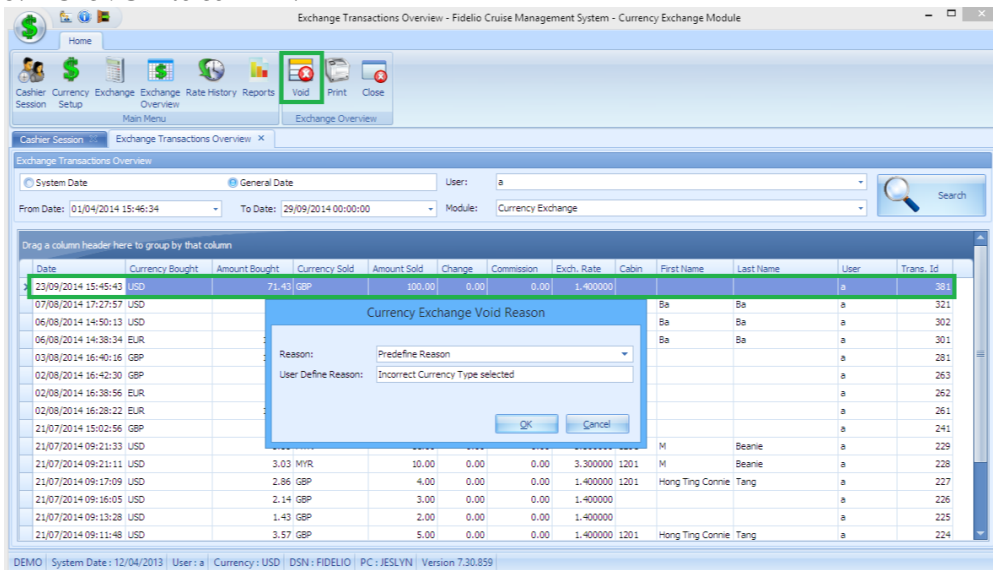 Exchange Transactions Overview - Fidelio Cruise Management System - Currency Exchange Module
Home
Cashier Session
Currency Setup
Exchange
Exchange Overview
Rate History
Reports
Void
Print
Close
Main Menu
Exchange Overview
Cashier Session
Exchange Transactions Overview ×
Exchange Transactions Overview
System Date General Date User: a
Search
From Date: 01/04/2014 15:46:34 To Date: 29/09/2014 00:00:00 Module: Currency Exchange
Drag a column header here to group by that column
Date Currency Bought Amount Bought Currency Sold Amount Sold Change Commission Exch. Rate Cabin First Name Last Name User Trans. Id
23/09/2014 15:45:43 USD 71.43 GBP 100.00 0.00 0.00 1.400000 a 381
07/08/2014 17:27:57 USD Ba Ba a 321
06/08/2014 14:50:13 USD Ba Ba a 302
06/08/2014 14:38:34 EUR Ba Ba a 301
03/08/2014 16:40:16 GBP a 281
02/08/2014 16:42:30 GBP a 263
02/08/2014 16:38:56 EUR a 262
02/08/2014 16:28:22 EUR a 261
21/07/2014 15:02:56 GBP a 241
Currency Exchange Void Reason
Reason: Predefine Reason
User Define Reason: Incorrect Currency Type selected
OK Cancel
21/07/2014 09:21:33 USD M Beanie a 229
21/07/2014 09:21:11 USD 3.03 MYR 10.00 0.00 0.00 3.300000 1201 M Beanie a 228
21/07/2014 09:17:09 USD 2.86 GBP 4.00 0.00 0.00 1.400000 1201 Hong Ting Connie Tang a 227
21/07/2014 09:16:05 USD 2.14 GBP 3.00 0.00 0.00 1.400000 a 226
21/07/2014 09:13:28 USD 1.43 GBP 2.00 0.00 0.00 1.400000 a 225
21/07/2014 09:11:48 USD 3.57 GBP 5.00 0.00 0.00 1.400000 1201 Hong Ting Connie Tang a 224
DEMO System Date : 12/04/2013 User : a Currency : USD DSN : FIDELIO PC : JESLYN Version 7.30.859